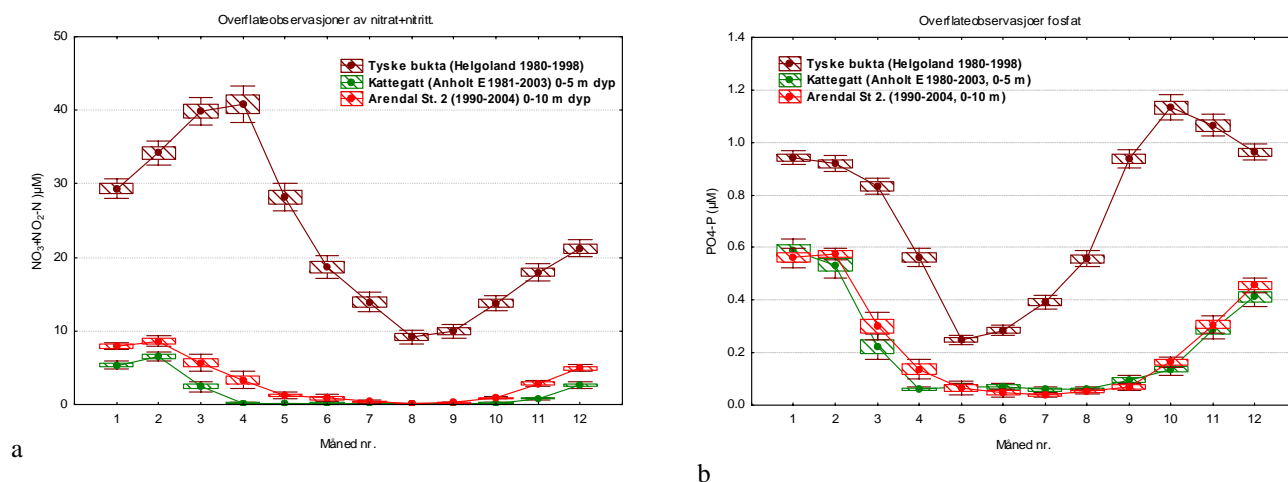 Overflateobservasjoner av nitrat+nitritt.
50
40
30
20
10
0
NO3+NO2-N )µM)
Tyske bukta (Helgoland 1980-1998)
Kattegatt (Anholt E 1981-2003) 0-5 m dyp
Arendal St. 2 (1990-2004) 0-10 m dyp
1 2 3 4 5 6 7 8 9 10 11 12
Måned nr.
a
Overflateobservasjoer fosfat
1.4
1.2
1.0
0.8
0.6
0.4
0.2
0.0
PO4-P (µM)
Tyske bukta (Helgoland 1980-1998)
Kattegatt (Anholt E 1980-2003, 0-5 m)
Arendal St 2. (1990-2004, 0-10 m)
1 2 3 4 5 6 7 8 9 10 11 12
Måned nr.
b